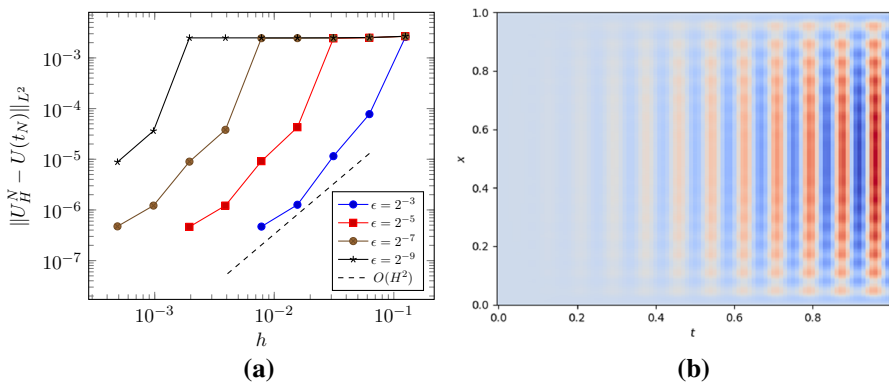 10^{-3}
10^{-4}
10^{-5}
10^{-6}
10^{-7}
\|U_H^N - U(t_N)\|_{L^2}
ϵ = 2^{-3}
ϵ = 2^{-5}
ϵ = 2^{-7}
ϵ = 2^{-9}
O(H^2)
10^{-3} 10^{-2} 10^{-1}
h
(a)
1.0
0.8
0.6
0.4
0.2
0.0
x
0.0 0.2 0.4 0.6 0.8
t
(b)